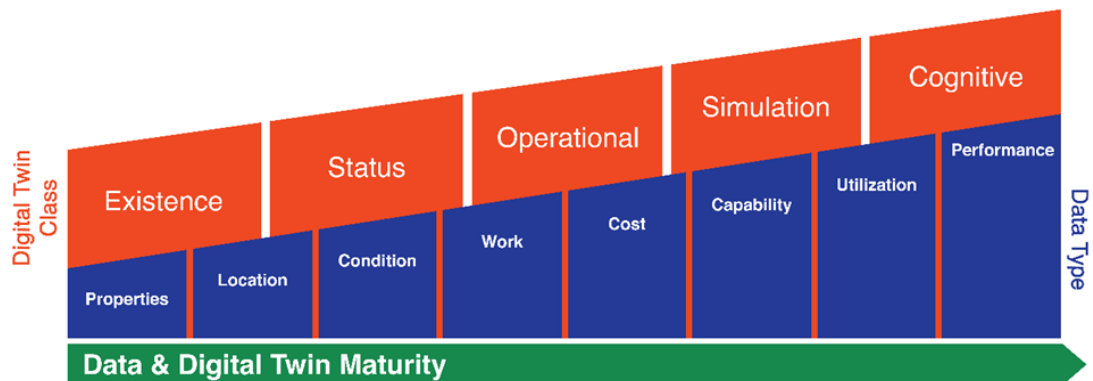 Digital Twin
Class
Existence
Status
Operational
Simulation
Cognitive
Properties
Location
Condition
Work
Cost
Capability
Utilization
Performance
Data Type
Data & Digital Twin Maturity